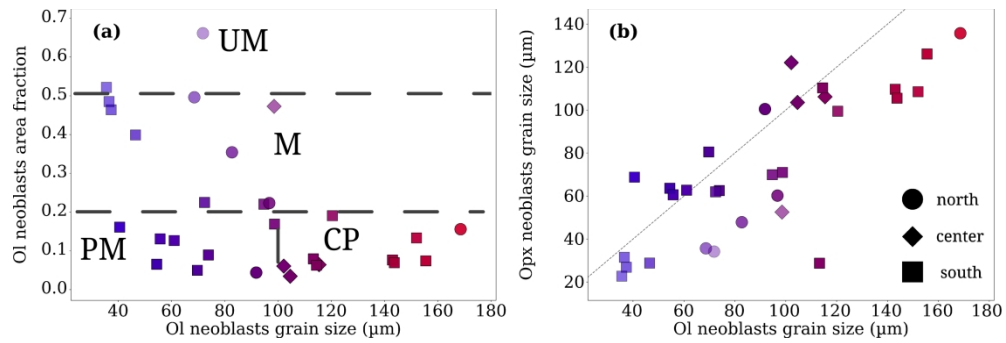 (a)
UM
M
PM
CP
Ol neoblasts area fraction
0.7
0.6
0.5
0.4
0.3
0.2
0.1
0.0
40 60 80 100 120 140 160 180
Ol neoblasts grain size (μm)
(b)
Opx neoblasts grain size (μm)
140
120
100
80
60
40
20
north
center
south
40 60 80 100 120 140 160 180
Ol neoblasts grain size (μm)